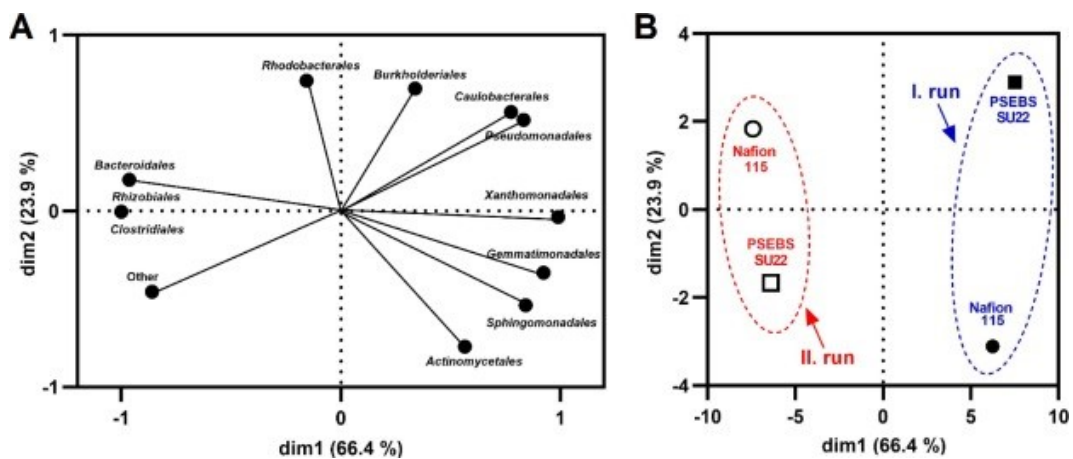 A
1
0
-1
dim2 (23.9 %)
Rhodobacterales
Burkholderiales
Caulobacterales
Pseudomonadales
Bacteroidales
Rhizobiales
Clostridiales
Xanthomonadales
Other
Gemmatimonadales
Sphingomonadales
Actinomycetales
-1
0
1
dim1 (66.4 %)
B
4
2
0
-2
-4
dim2 (23.9 %)
I. run
PSEBS
SU22
Nafion
115
PSEBS
SU22
Nafion
115
II. run
-10
-5
0
5
10
dim1 (66.4 %)